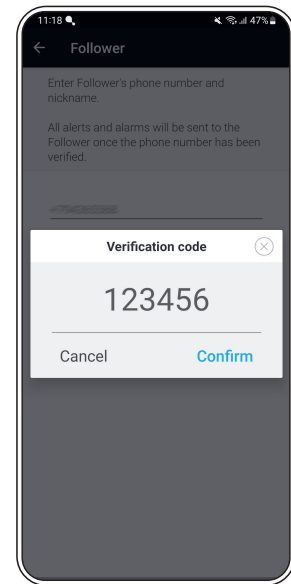 11:18 47%
← Follower
Enter Follower's phone number and
nickname.
All alerts and alarms will be sent to the
Follower once the phone number has been
verified.
Verification code
123456
Cancel Confirm